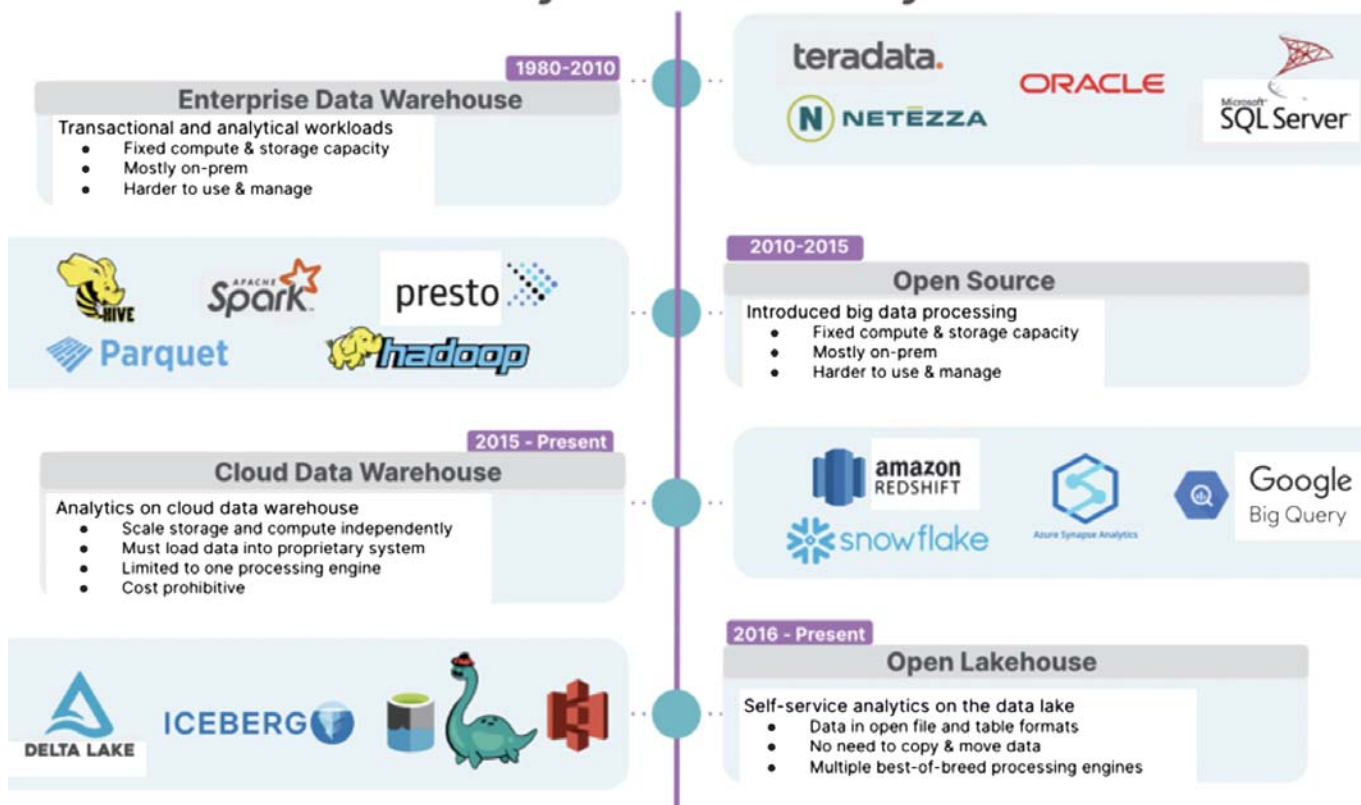 1980-2010
Enterprise Data Warehouse
Transactional and analytical workloads
● Fixed compute & storage capacity
● Mostly on-prem
● Harder to use & manage
teradata.
ORACLE
NETEZZA
N
Microsoft
SQL Server
HIVE
APACHE
Spark
presto
Parquet
hadoop
2010-2015
Open Source
Introduced big data processing
● Fixed compute & storage capacity
● Mostly on-prem
● Harder to use & manage
2015 - Present
Cloud Data Warehouse
Analytics on cloud data warehouse
● Scale storage and compute independently
● Must load data into proprietary system
● Limited to one processing engine
● Cost prohibitive
amazon
REDSHIFT
snowflake
Azure Synapse Analytics
Google
Big Query
DELTA LAKE
ICEBERG
2016 - Present
Open Lakehouse
Self-service analytics on the data lake
● Data in open file and table formats
● No need to copy & move data
● Multiple best-of-breed processing engines